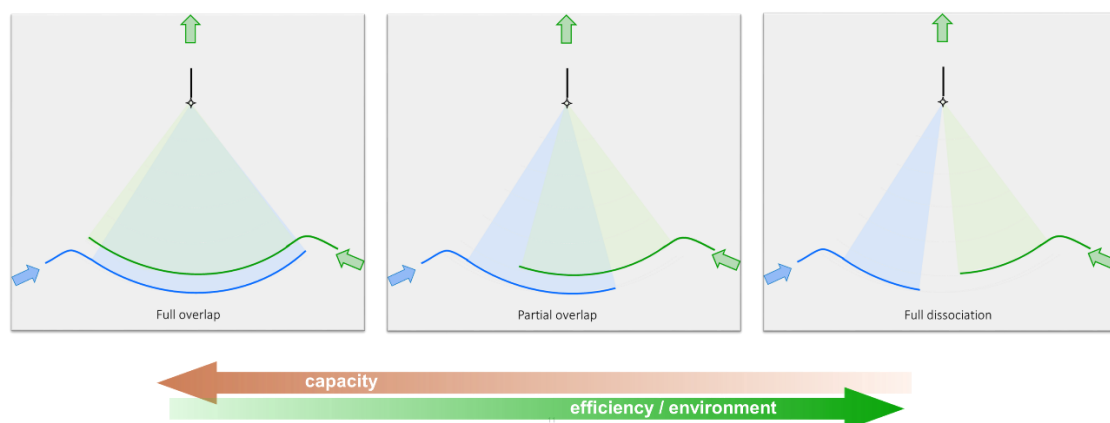 Full overlap
Partial overlap
Full dissociation
capacity
efficiency / environment